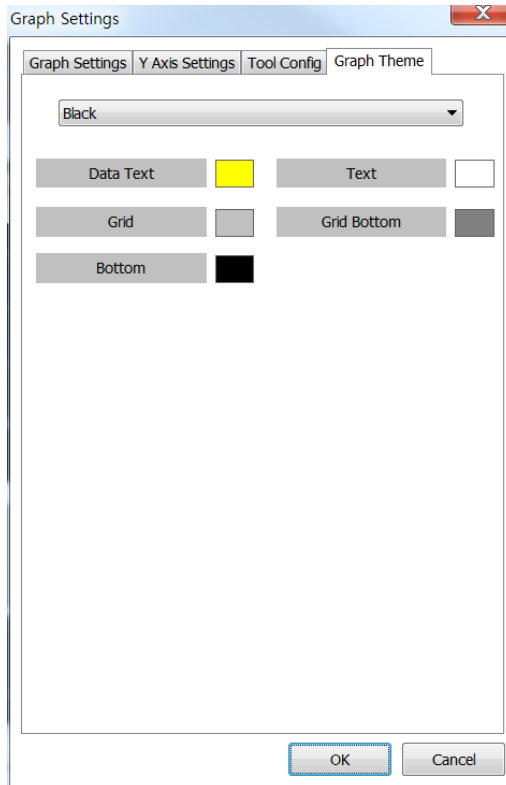 Graph Settings
Graph Settings Y Axis Settings Tool Config Graph Theme
Black
Data Text Text
Grid Grid Bottom
Bottom
OK Cancel